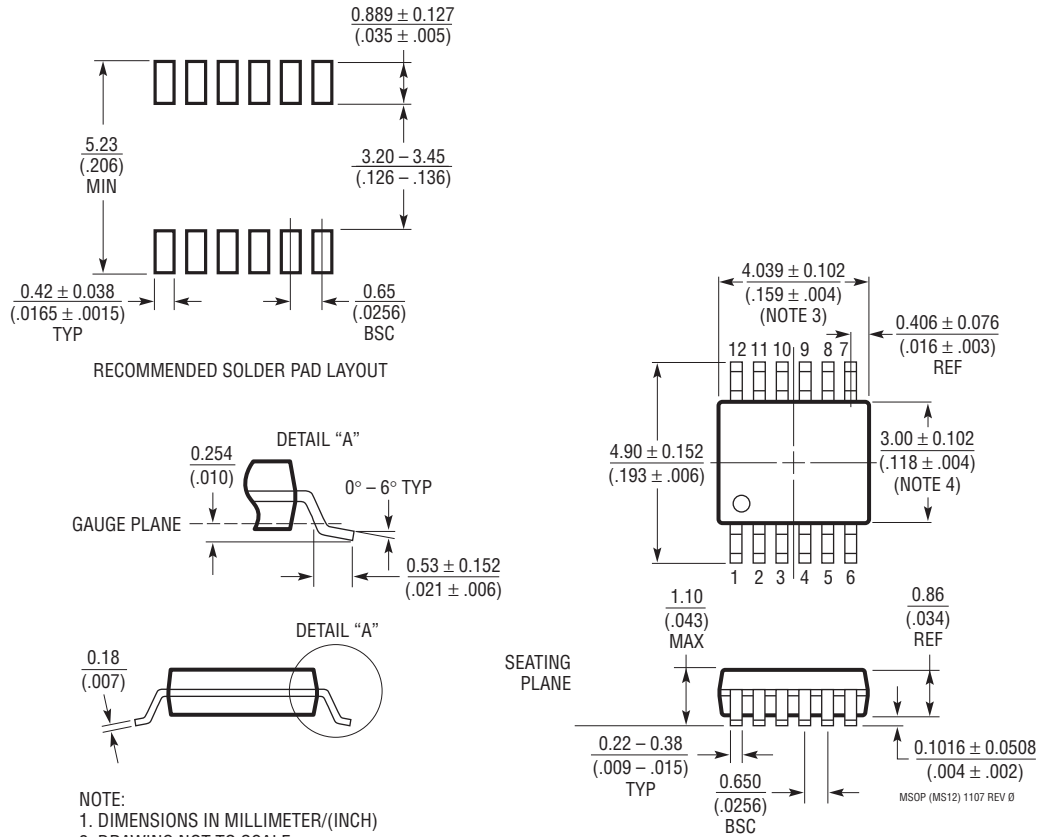 0.889 ± 0.127
(.035 ± .005)
5.23
(.206)
MIN
3.20 – 3.45
(.126 – .136)
0.42 ± 0.038
(.0165 ± .0015)
TYP
0.65
(.0256)
BSC
RECOMMENDED SOLDER PAD LAYOUT
4.039 ± 0.102
(.159 ± .004)
(NOTE 3)
0.406 ± 0.076
(.016 ± .003)
REF
12 11 10 9 8 7
4.90 ± 0.152
(.193 ± .006)
3.00 ± 0.102
(.118 ± .004)
(NOTE 4)
1 2 3 4 5 6
DETAIL “A”
0.254
(.010)
0° – 6° TYP
GAUGE PLANE
0.53 ± 0.152
(.021 ± .006)
DETAIL “A”
0.18
(.007)
SEATING
PLANE
1.10
(.043)
MAX
0.86
(.034)
REF
0.22 – 0.38
(.009 – .015)
TYP
0.650
(.0256)
BSC
0.1016 ± 0.0508
(.004 ± .002)
MSOP (MS12) 1107 REV Ø
NOTE:
1. DIMENSIONS IN MILLIMETER/(INCH)
2. DRAWING NOT TO SCALE